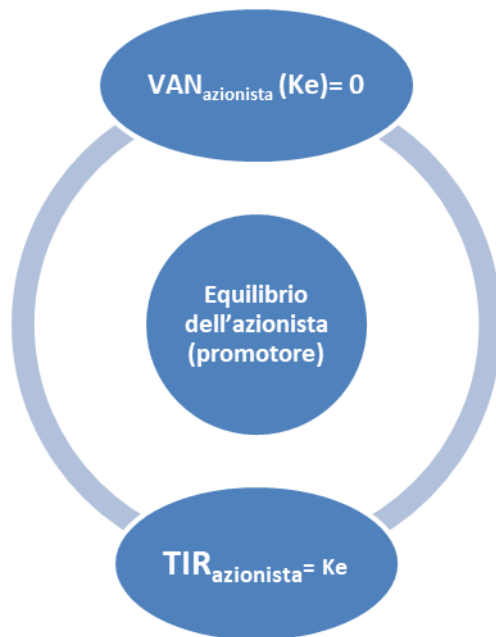 VANazionista (Ke)= 0
Equilibrio
dell’azionista
(promotore)
TIRazionista= Ke